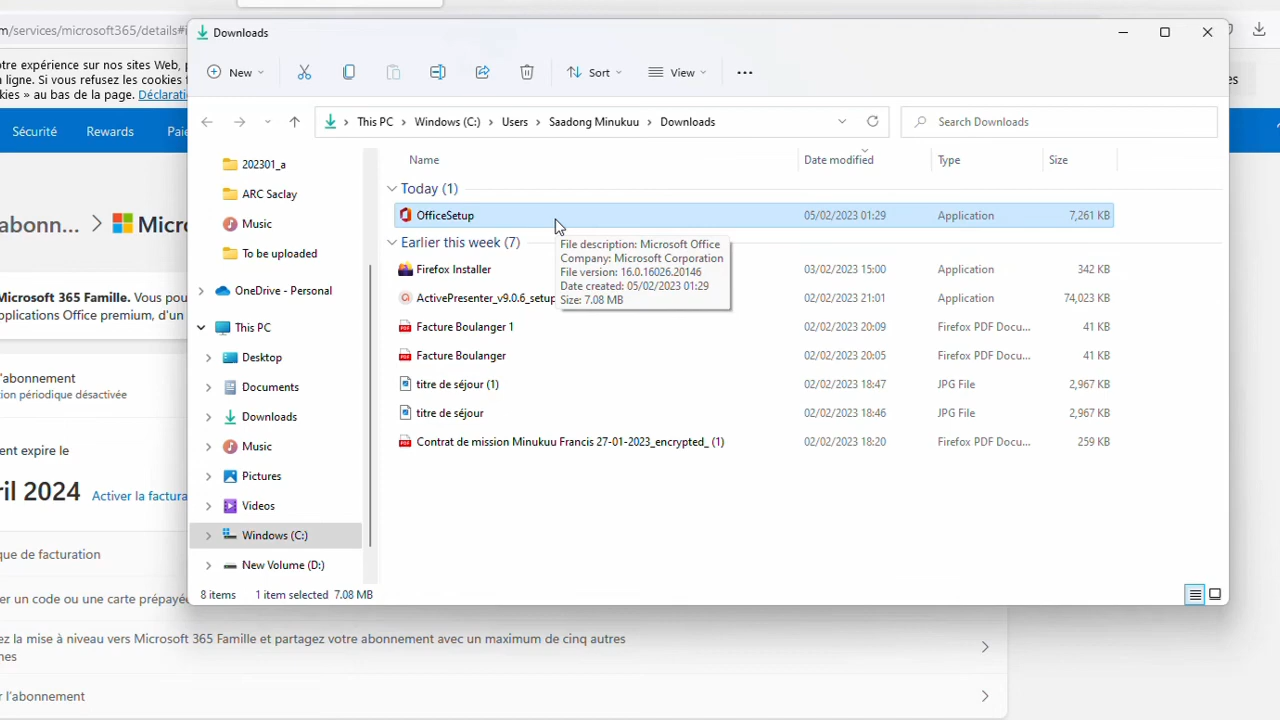 Downloads
m/services/microsoft365/details#i
New
Sort
View
otre expérience sur nos sites Web, p
n ligne. Si vous refusez les cookies f
kies » au bas de la page. Déclarati
es
This PC > Windows (C:) > Users > Saadong Minukuu > Downloads
Search Downloads
Sécurité Rewards Paie
Name Date modified Type Size
202301_a
ARC Saclay
Music
To be uploaded
OneDrive - Personal
This PC
Desktop
Documents
Downloads
Music
Pictures
Videos
Windows (C:)
New Volume (D:)
Today (1)
OfficeSetup 05/02/2023 01:29 Application 7,261 KB
Earlier this week (7)
File description: Microsoft Office
Company: Microsoft Corporation
File version: 16.0.16026.20146
Date created: 05/02/2023 01:29
Size: 7.08 MB
Firefox Installer 03/02/2023 15:00 Application 342 KB
ActivePresenter_v9.0.6_setup 02/02/2023 21:01 Application 74,023 KB
Facture Boulanger 1 02/02/2023 20:09 Firefox PDF Docu... 41 KB
Facture Boulanger 02/02/2023 20:05 Firefox PDF Docu... 41 KB
titre de séjour (1) 02/02/2023 18:47 JPG File 2,967 KB
titre de séjour 02/02/2023 18:46 JPG File 2,967 KB
Contrat de mission Minukuu Francis 27-01-2023_encrypted_ (1) 02/02/2023 18:20 Firefox PDF Docu... 259 KB
8 items 1 item selected 7.08 MB
abonn... > Micro
Microsoft 365 Famille. Vous pou
pplications Office premium, d'un
'abonnement
ion périodique désactivée
ent expire le
ril 2024 Activer la factura
que de facturation
er un code ou une carte prépayée
ez la mise à niveau vers Microsoft 365 Famille et partagez votre abonnement avec un maximum de cinq autres
nes
r l'abonnement